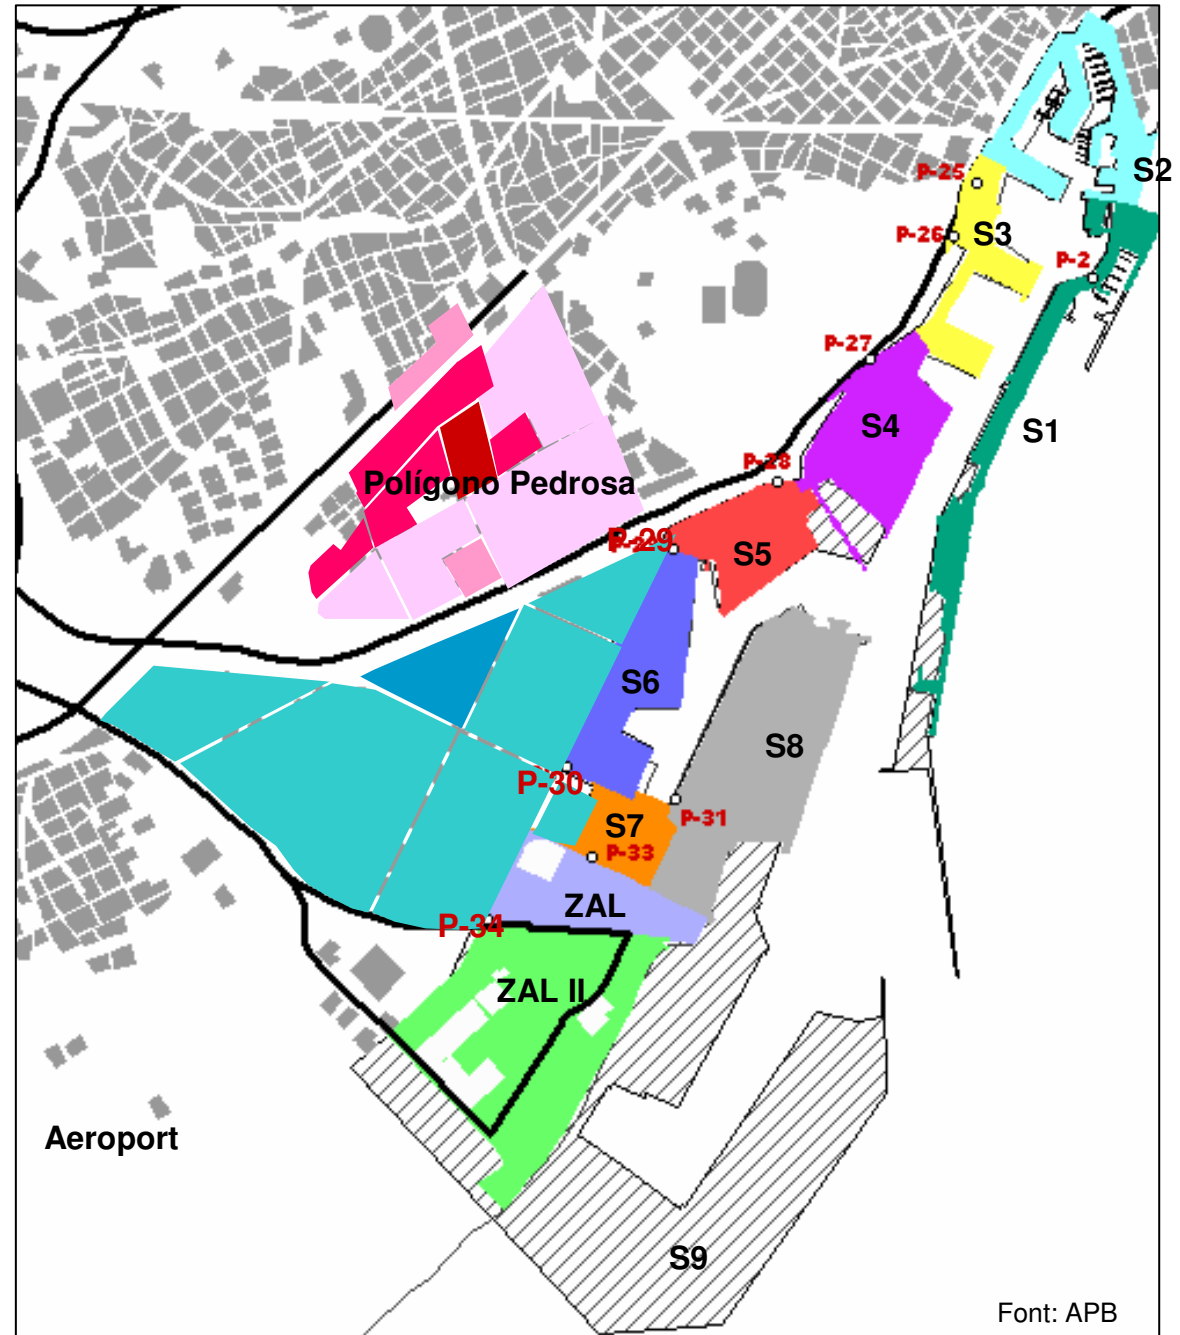 S2
P-25
S3
P-26
P-2
P-27
S4
S1
P-28
Polígono Pedrosa
P-29
S5
S6
S8
P-30
P-31
S7
P-33
ZAL
P-34
ZAL II
Aeroport
S9
Font: APB